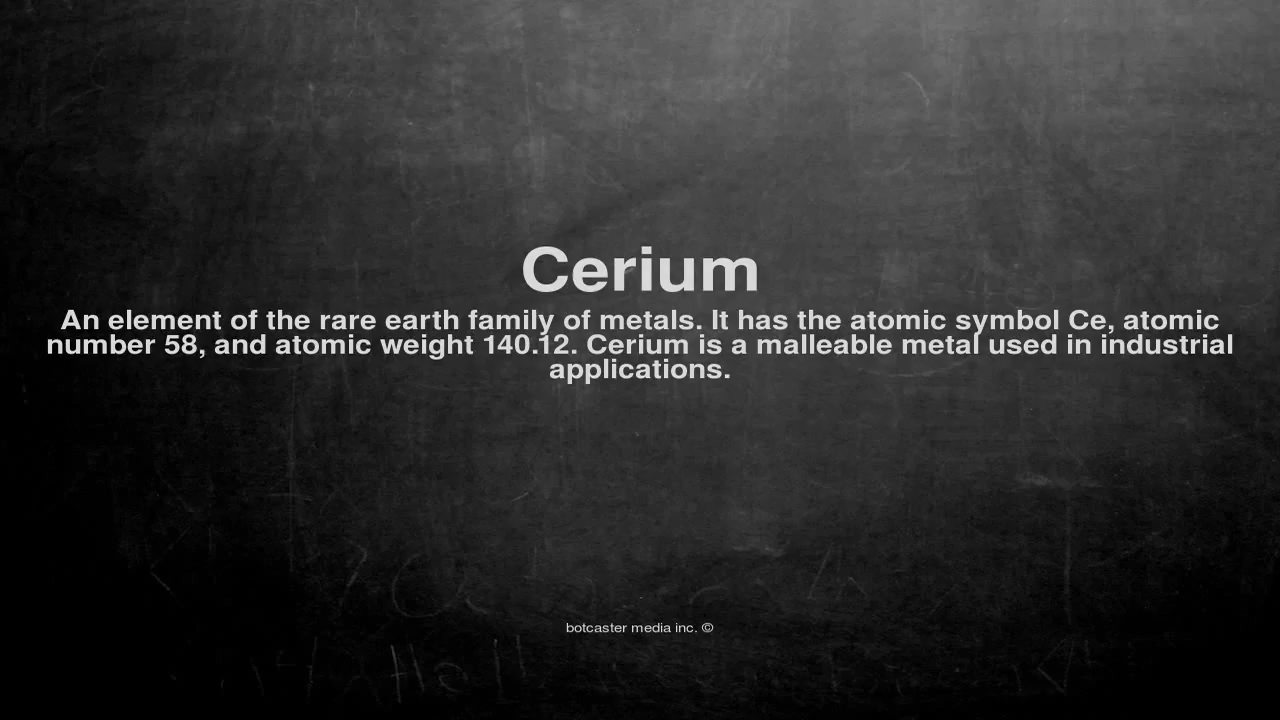 Cerium
An element of the rare earth family of metals. It has the atomic symbol Ce, atomic
number 58, and atomic weight 140.12. Cerium is a malleable metal used in industrial
applications.
botcaster media inc. ©